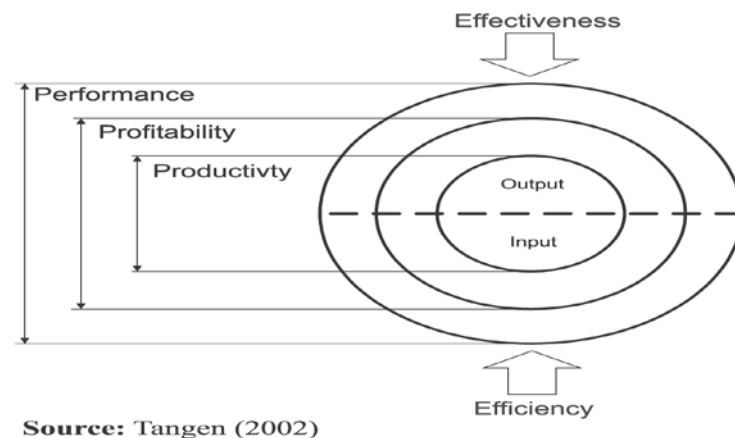 Effectiveness
Performance
Profitability
Productivty
Output
Input
Efficiency
Source: Tangen (2002)